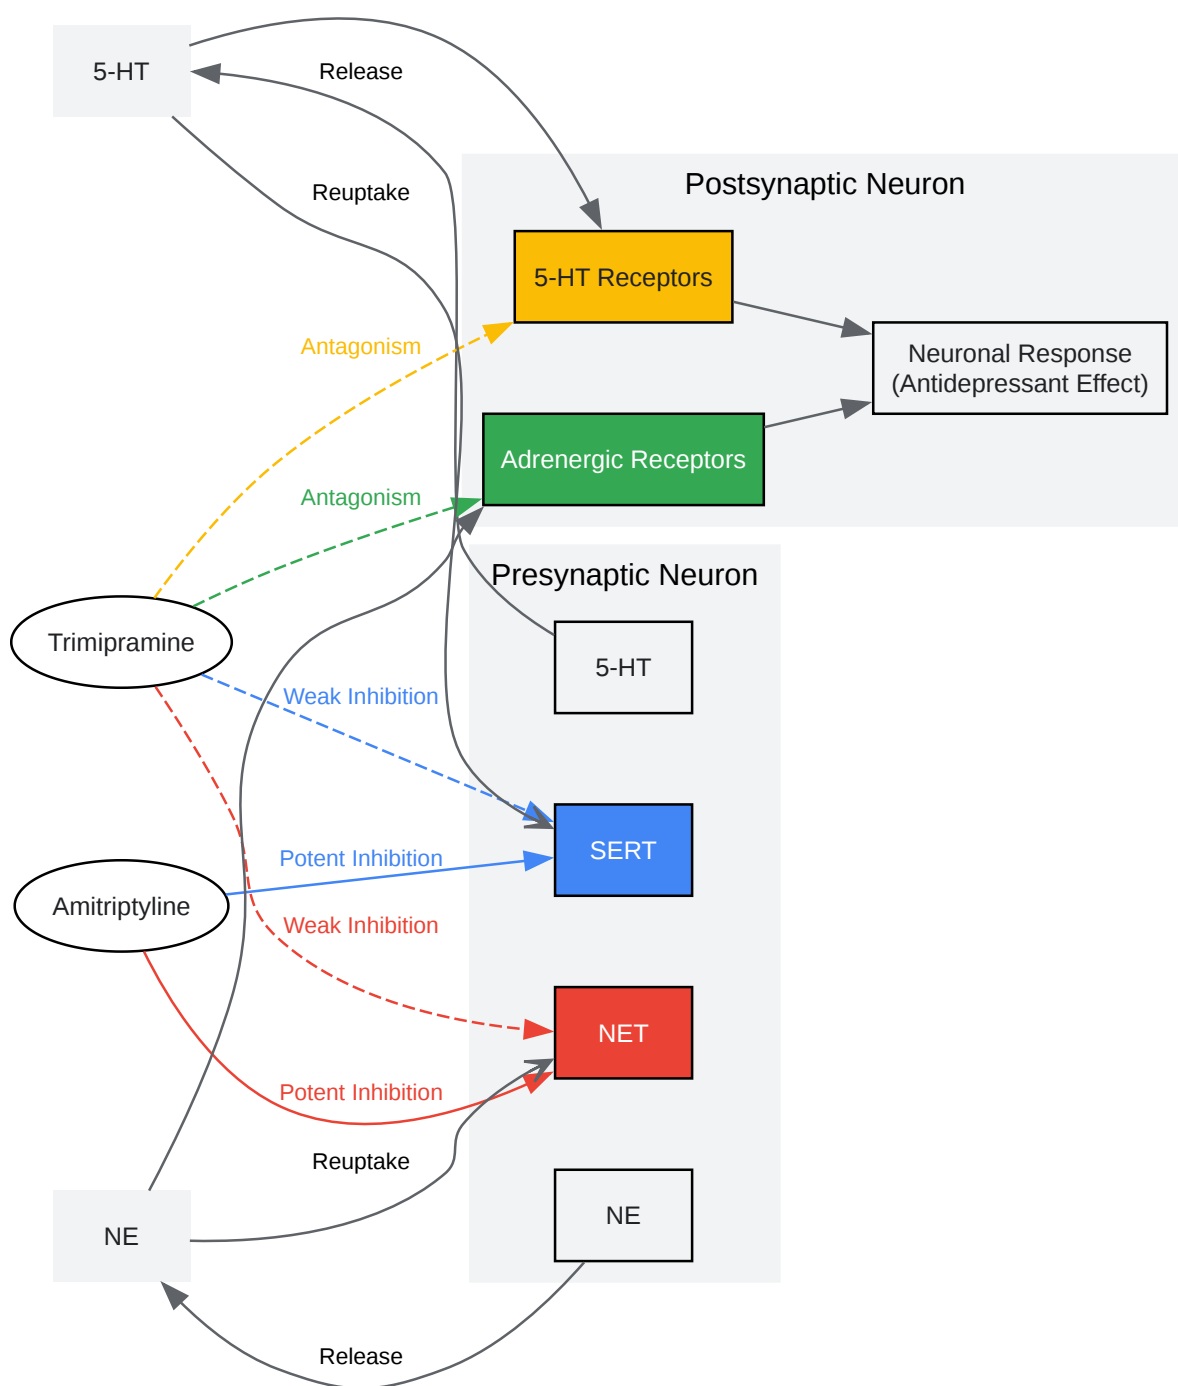 5-HT
Release
Reuptake
Postsynaptic Neuron
5-HT Receptors
Neuronal Response
(Antidepressant Effect)
Antagonism
Adrenergic Receptors
Antagonism
Presynaptic Neuron
Trimipramine
5-HT
Weak Inhibition
SERT
Potent Inhibition
Amitriptyline
Weak Inhibition
NET
Potent Inhibition
Reuptake
NE
NE
Release